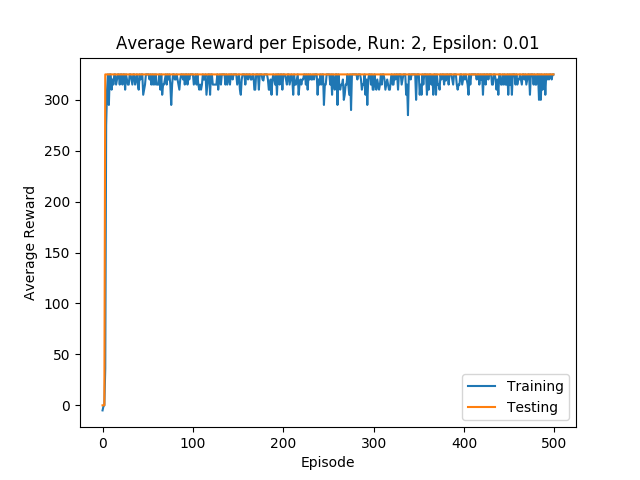 Average Reward per Episode, Run: 2, Epsilon: 0.01
Average Reward
300
250
200
150
100
50
0
0 100 200 300 400 500
Episode
Training
Testing